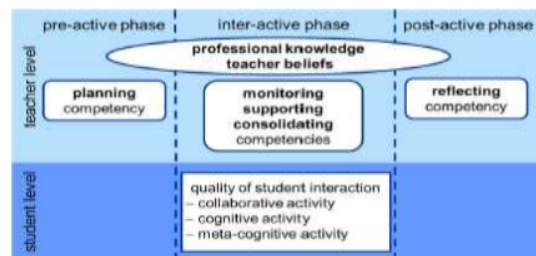 pre-active phase
inter-active phase
post-active phase
teacher level
professional knowledge
teacher beliefs
planning
competency
monitoring
supporting
consolidating
competencies
reflecting
competency
student level
quality of student interaction
– collaborative activity
– cognitive activity
– meta-cognitive activity